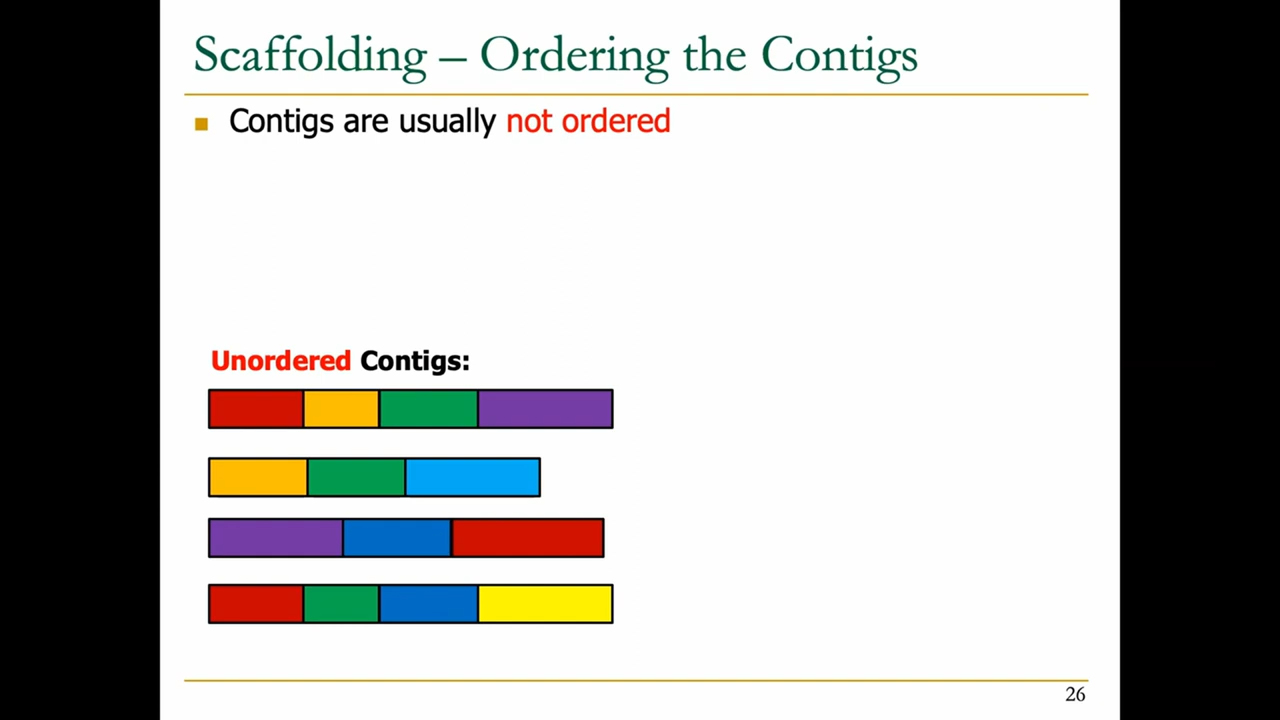 Scaffolding – Ordering the Contigs
Contigs are usually not ordered
Unordered Contigs:
26